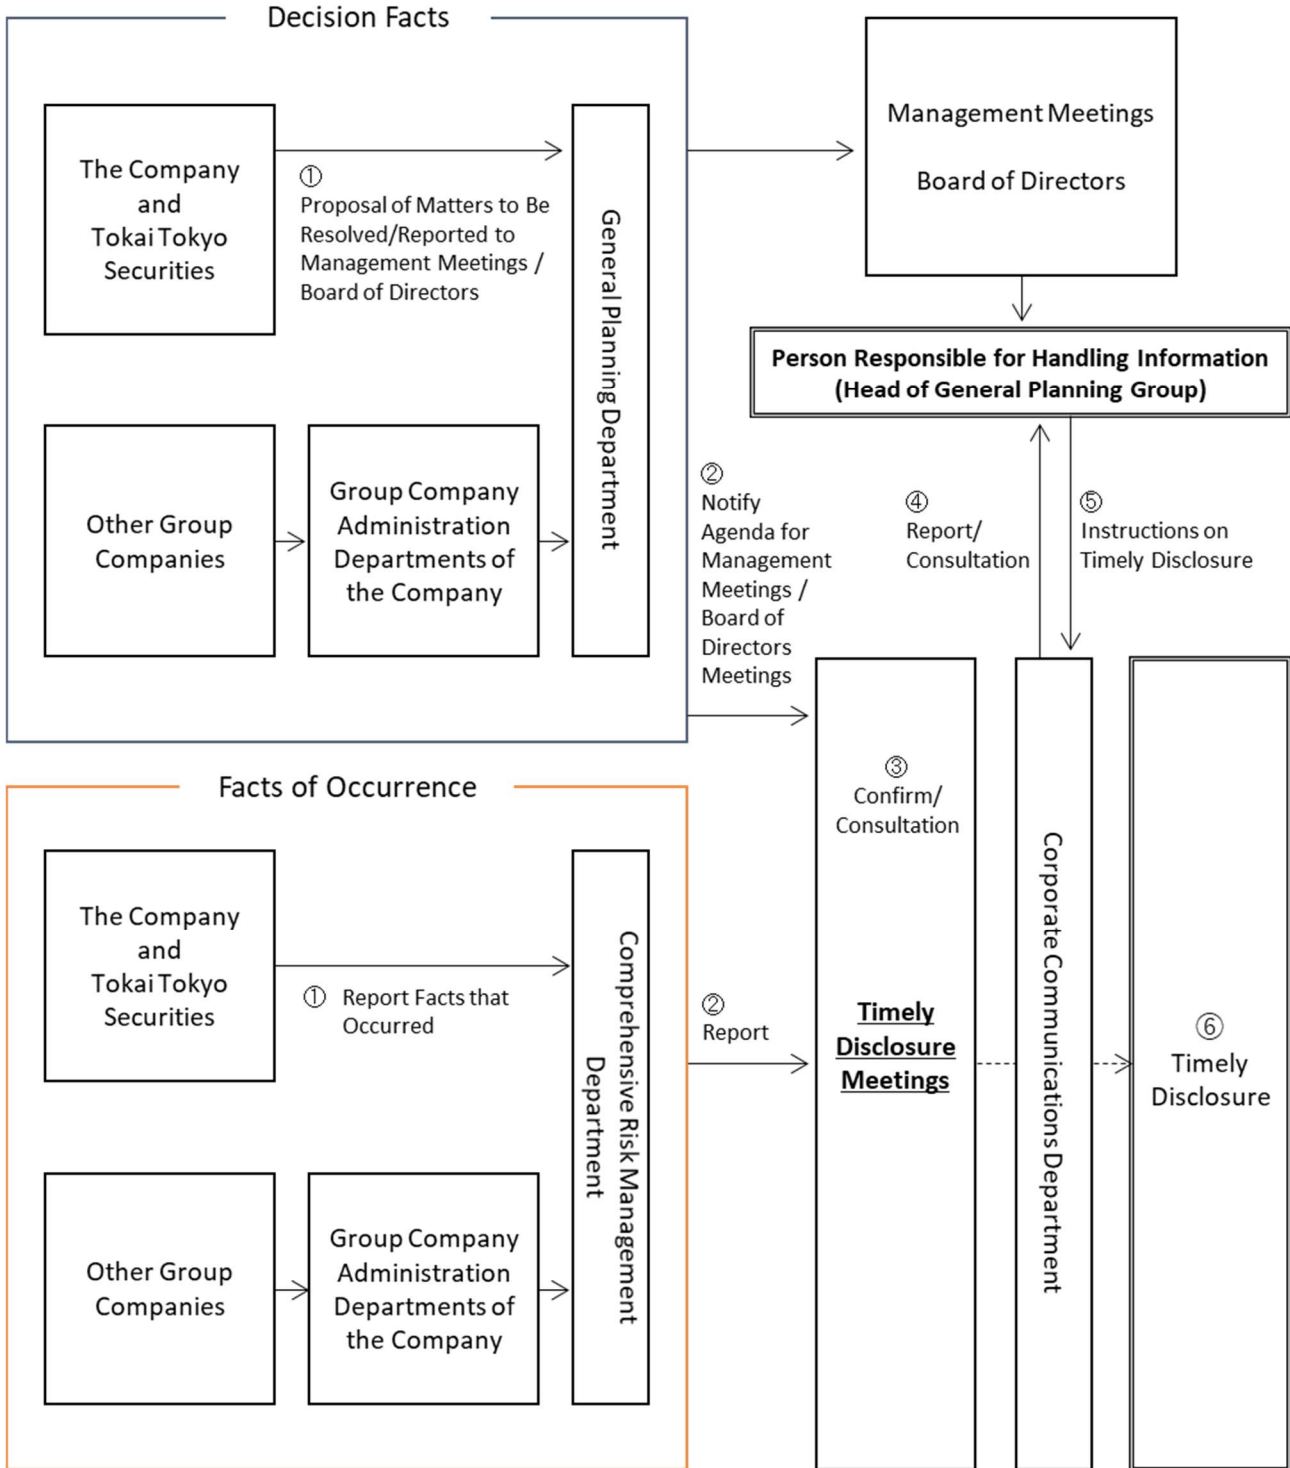 Decision Facts
The Company
and
Tokai Tokyo
Securities
①
Proposal of Matters to Be
Resolved/Reported to
Management Meetings /
Board of Directors
General Planning Department
Other Group
Companies
Group Company
Administration
Departments of
the Company
Management Meetings
Board of Directors
Person Responsible for Handling Information
(Head of General Planning Group)
②
Notify
Agenda for
Management
Meetings /
Board of
Directors
Meetings
④
Report/
Consultation
⑤
Instructions on
Timely Disclosure
Facts of Occurrence
The Company
and
Tokai Tokyo
Securities
① Report Facts that
Occurred
Comprehensive Risk Management
Department
Other Group
Companies
Group Company
Administration
Departments of
the Company
②
Report
③
Confirm/
Consultation
Timely
Disclosure
Meetings
Corporate Communications Department
⑥
Timely
Disclosure